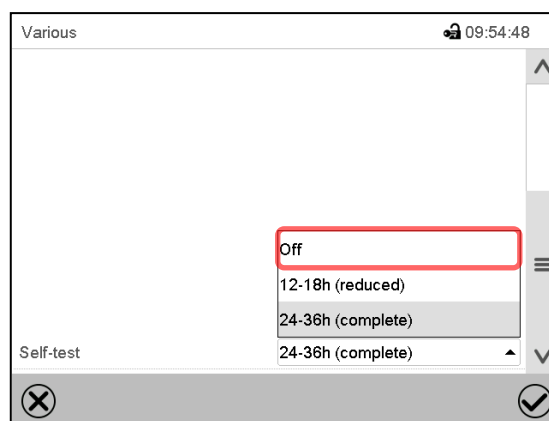 Various 09:54:48
Off
12-18h (reduced)
24-36h (complete)
Self-test 24-36h (complete)